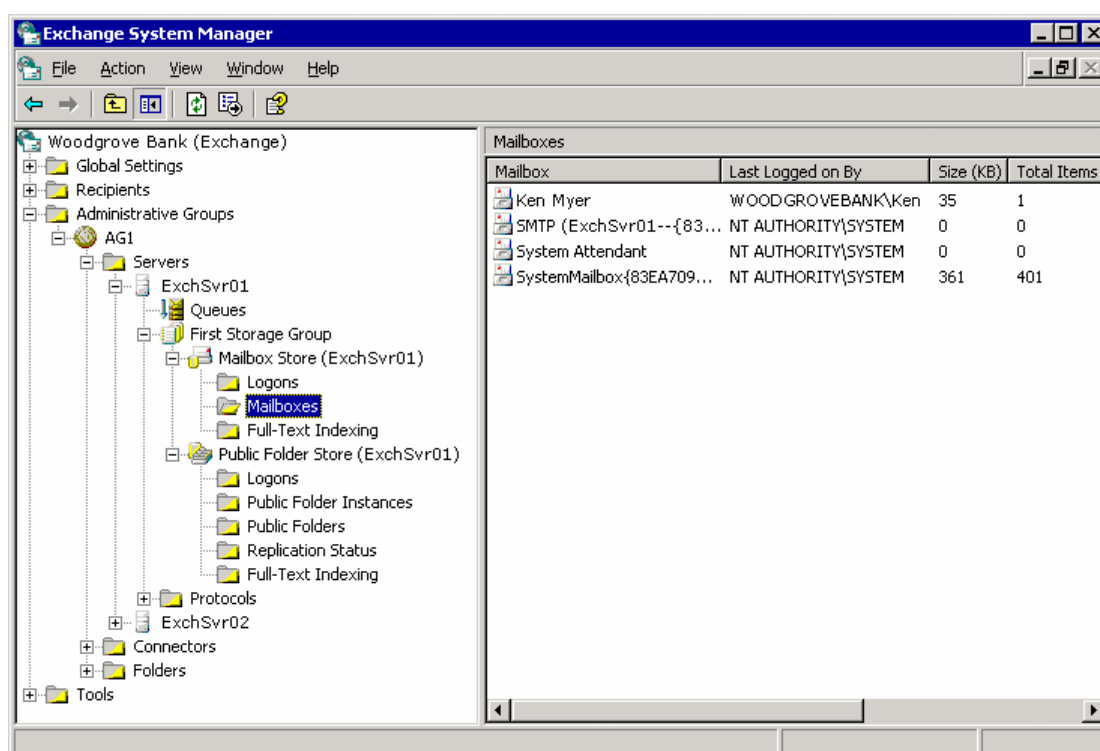 Exchange System Manager
File Action View Window Help
Woodgrove Bank (Exchange)
Global Settings
Recipients
Administrative Groups
AG1
Servers
ExchSvr01
Queues
First Storage Group
Mailbox Store (ExchSvr01)
Logons
Mailboxes
Full-Text Indexing
Public Folder Store (ExchSvr01)
Logons
Public Folder Instances
Public Folders
Replication Status
Full-Text Indexing
Protocols
ExchSvr02
Connectors
Folders
Tools
Mailboxes
Mailbox Last Logged on By Size (KB) Total Items
Ken Myer WOODGROVEBANK\Ken 35 1
SMTP (ExchSvr01--{83... NT AUTHORITY\SYSTEM 0 0
System Attendant NT AUTHORITY\SYSTEM 0 0
SystemMailbox{83EA709... NT AUTHORITY\SYSTEM 361 401